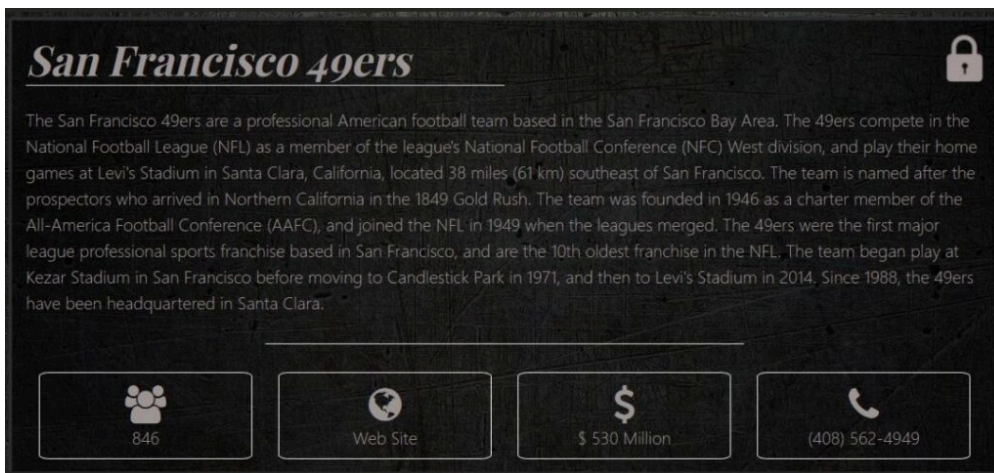 San Francisco 49ers
The San Francisco 49ers are a professional American football team based in the San Francisco Bay Area. The 49ers compete in the
National Football League (NFL) as a member of the league's National Football Conference (NFC) West division, and play their home
games at Levi's Stadium in Santa Clara, California, located 38 miles (61 km) southeast of San Francisco. The team is named after the
prospectors who arrived in Northern California in the 1849 Gold Rush. The team was founded in 1946 as a charter member of the
All-America Football Conference (AAFC), and joined the NFL in 1949 when the leagues merged. The 49ers were the first major
league professional sports franchise based in San Francisco, and are the 10th oldest franchise in the NFL. The team began play at
Kezar Stadium in San Francisco before moving to Candlestick Park in 1971, and then to Levi's Stadium in 2014. Since 1988, the 49ers
have been headquartered in Santa Clara.
846
Web Site
$ 530 Million
(408) 562-4949